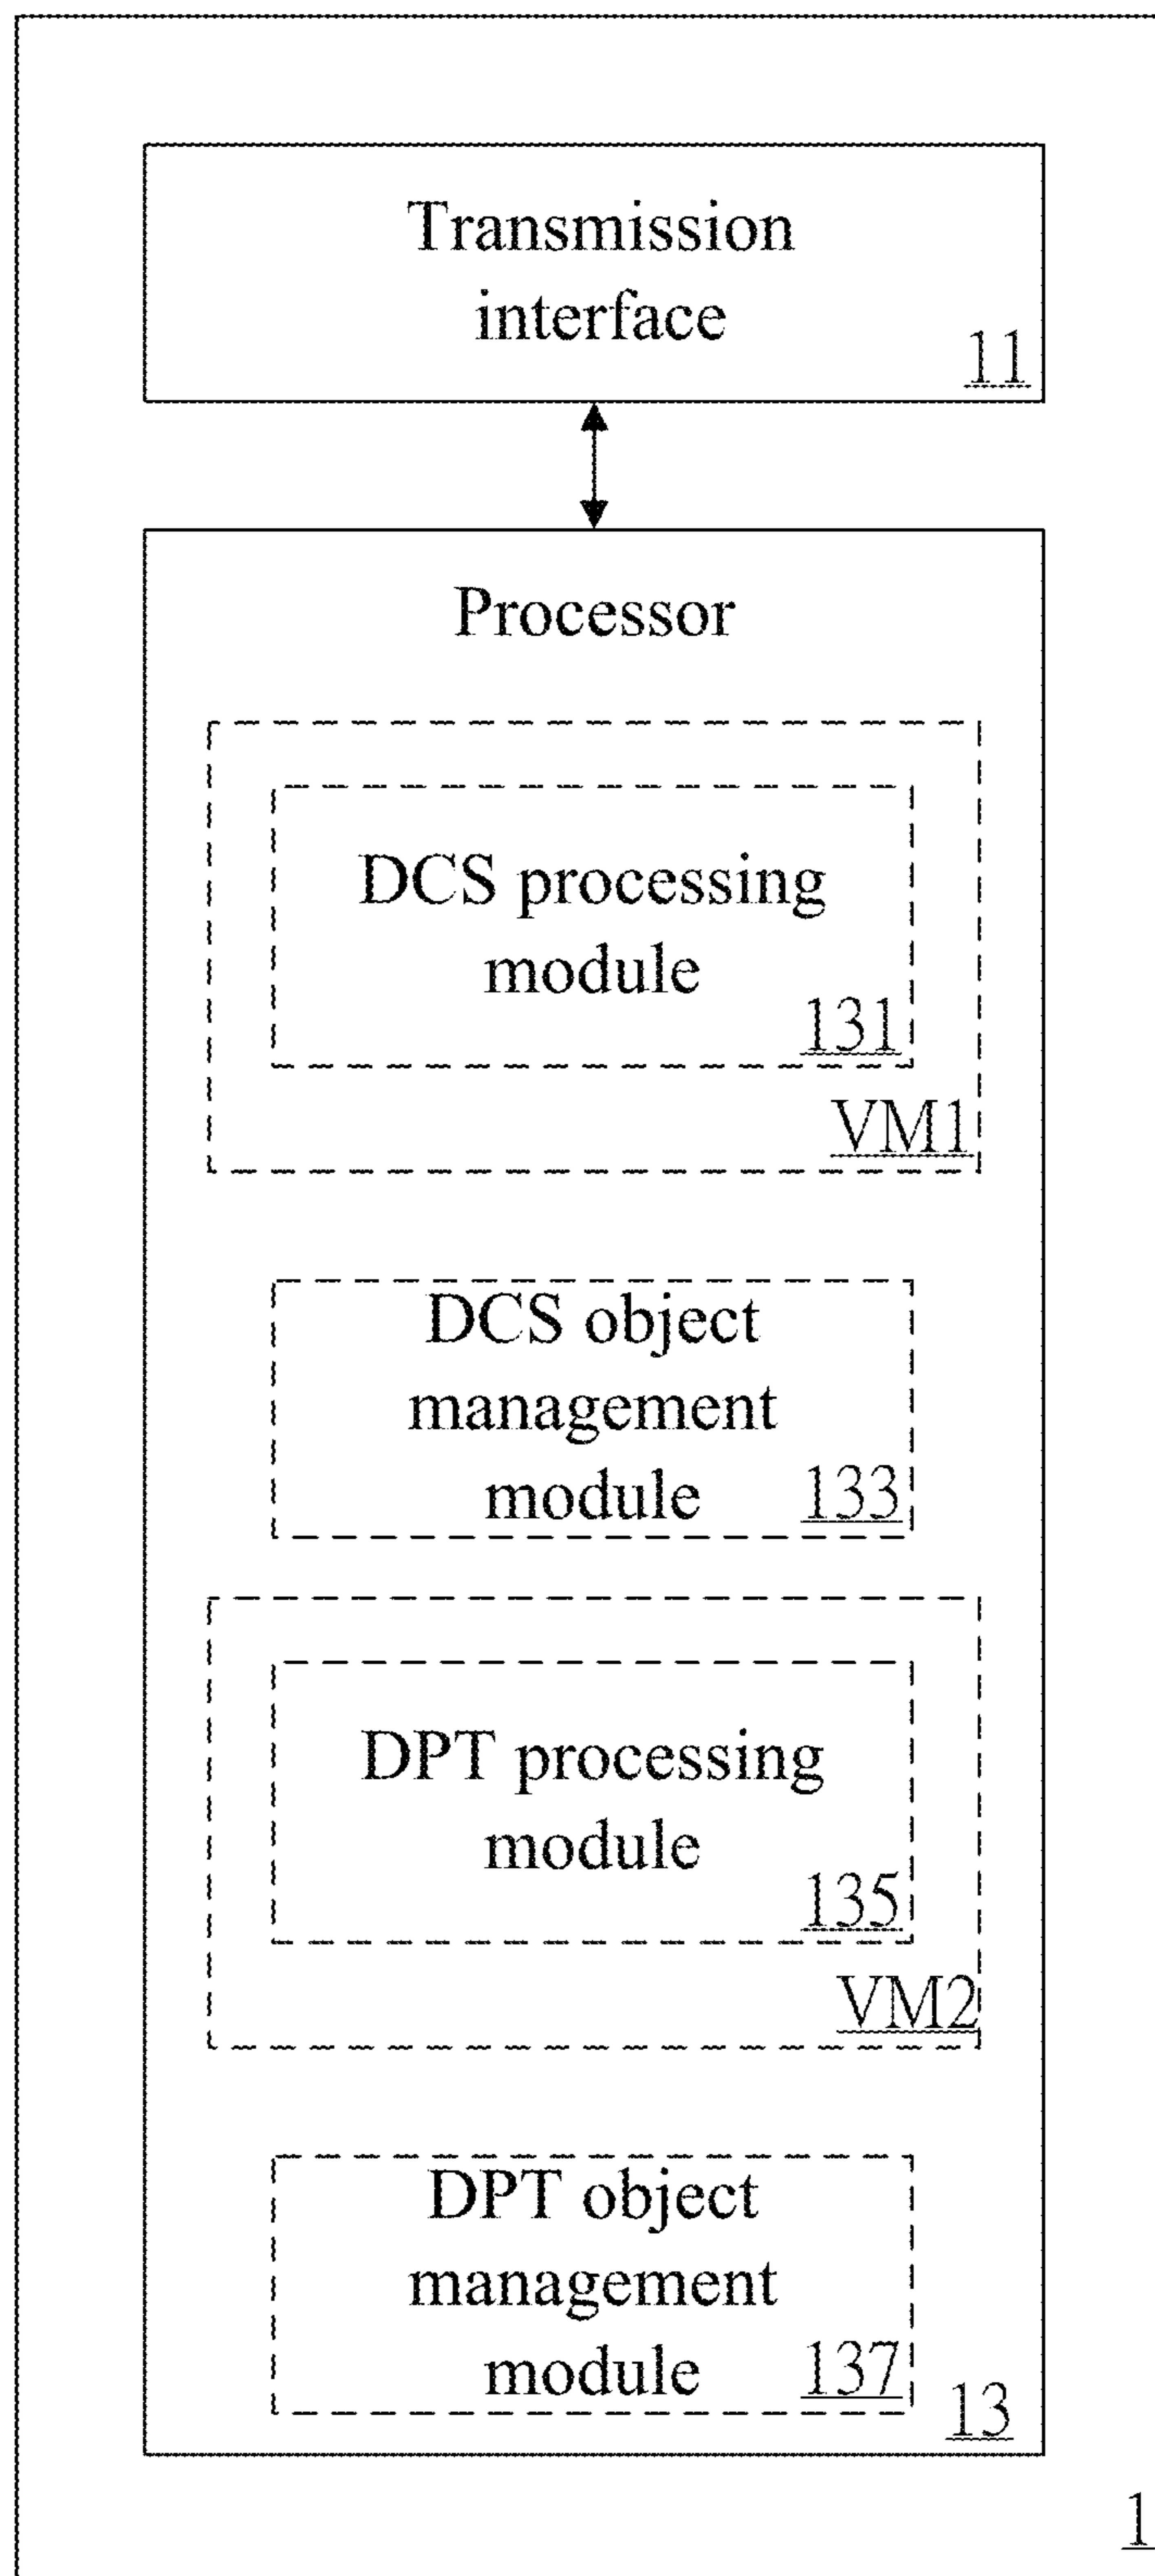 Transmission
interface
11
Processor
DCS processing
module
131
VM1
DCS object
management
module 133
DPT processing
module
135
VM2
DPT object
management
module 137
13
1